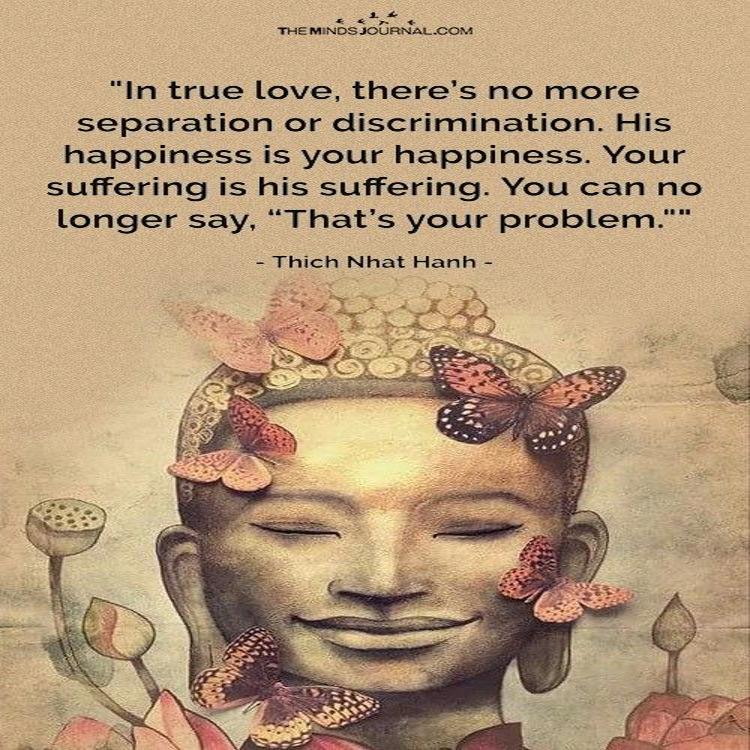 THEMINDSJOURNAL.COM
"In true love, there’s no more
separation or discrimination. His
happiness is your happiness. Your
suffering is his suffering. You can no
longer say, “That’s your problem.""
- Thich Nhat Hanh -